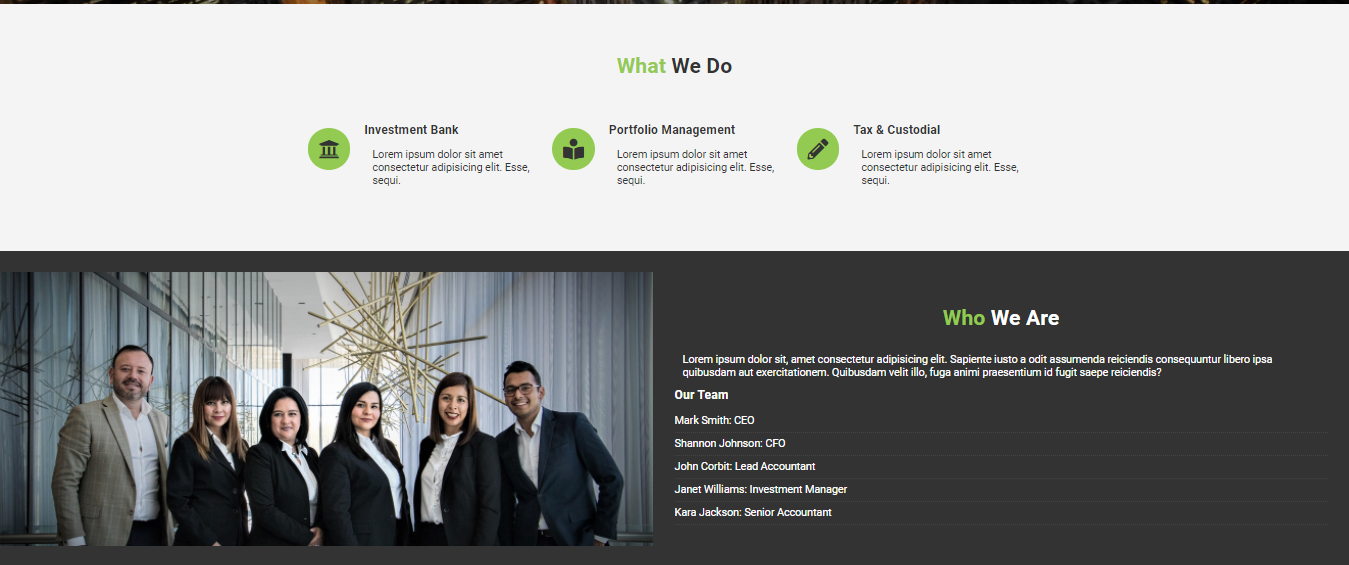 What We Do
Investment Bank
Lorem ipsum dolor sit amet
consectetur adipisicing elit. Esse,
sequi.
Portfolio Management
Lorem ipsum dolor sit amet
consectetur adipisicing elit. Esse,
sequi.
Tax & Custodial
Lorem ipsum dolor sit amet
consectetur adipisicing elit. Esse,
sequi.
Who We Are
Lorem ipsum dolor sit, amet consectetur adipisicing elit. Sapiente iusto a odit assumenda reiciendis consequuntur libero ipsa
quibusdam aut exercitationem. Quibusdam velit illo, fuga animi praesentium id fugit saepe reiciendis?
Our Team
Mark Smith: CEO
Shannon Johnson: CFO
John Corbit: Lead Accountant
Janet Williams: Investment Manager
Kara Jackson: Senior Accountant